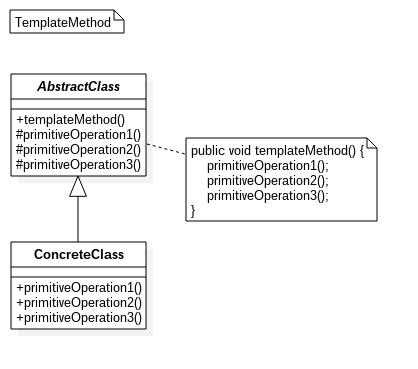 TemplateMethod
AbstractClass
+templateMethod()
#primitiveOperation1()
#primitiveOperation2()
#primitiveOperation3()
public void templateMethod() {
primitiveOperation1();
primitiveOperation2();
primitiveOperation3();
}
ConcreteClass
+primitiveOperation1()
+primitiveOperation2()
+primitiveOperation3()